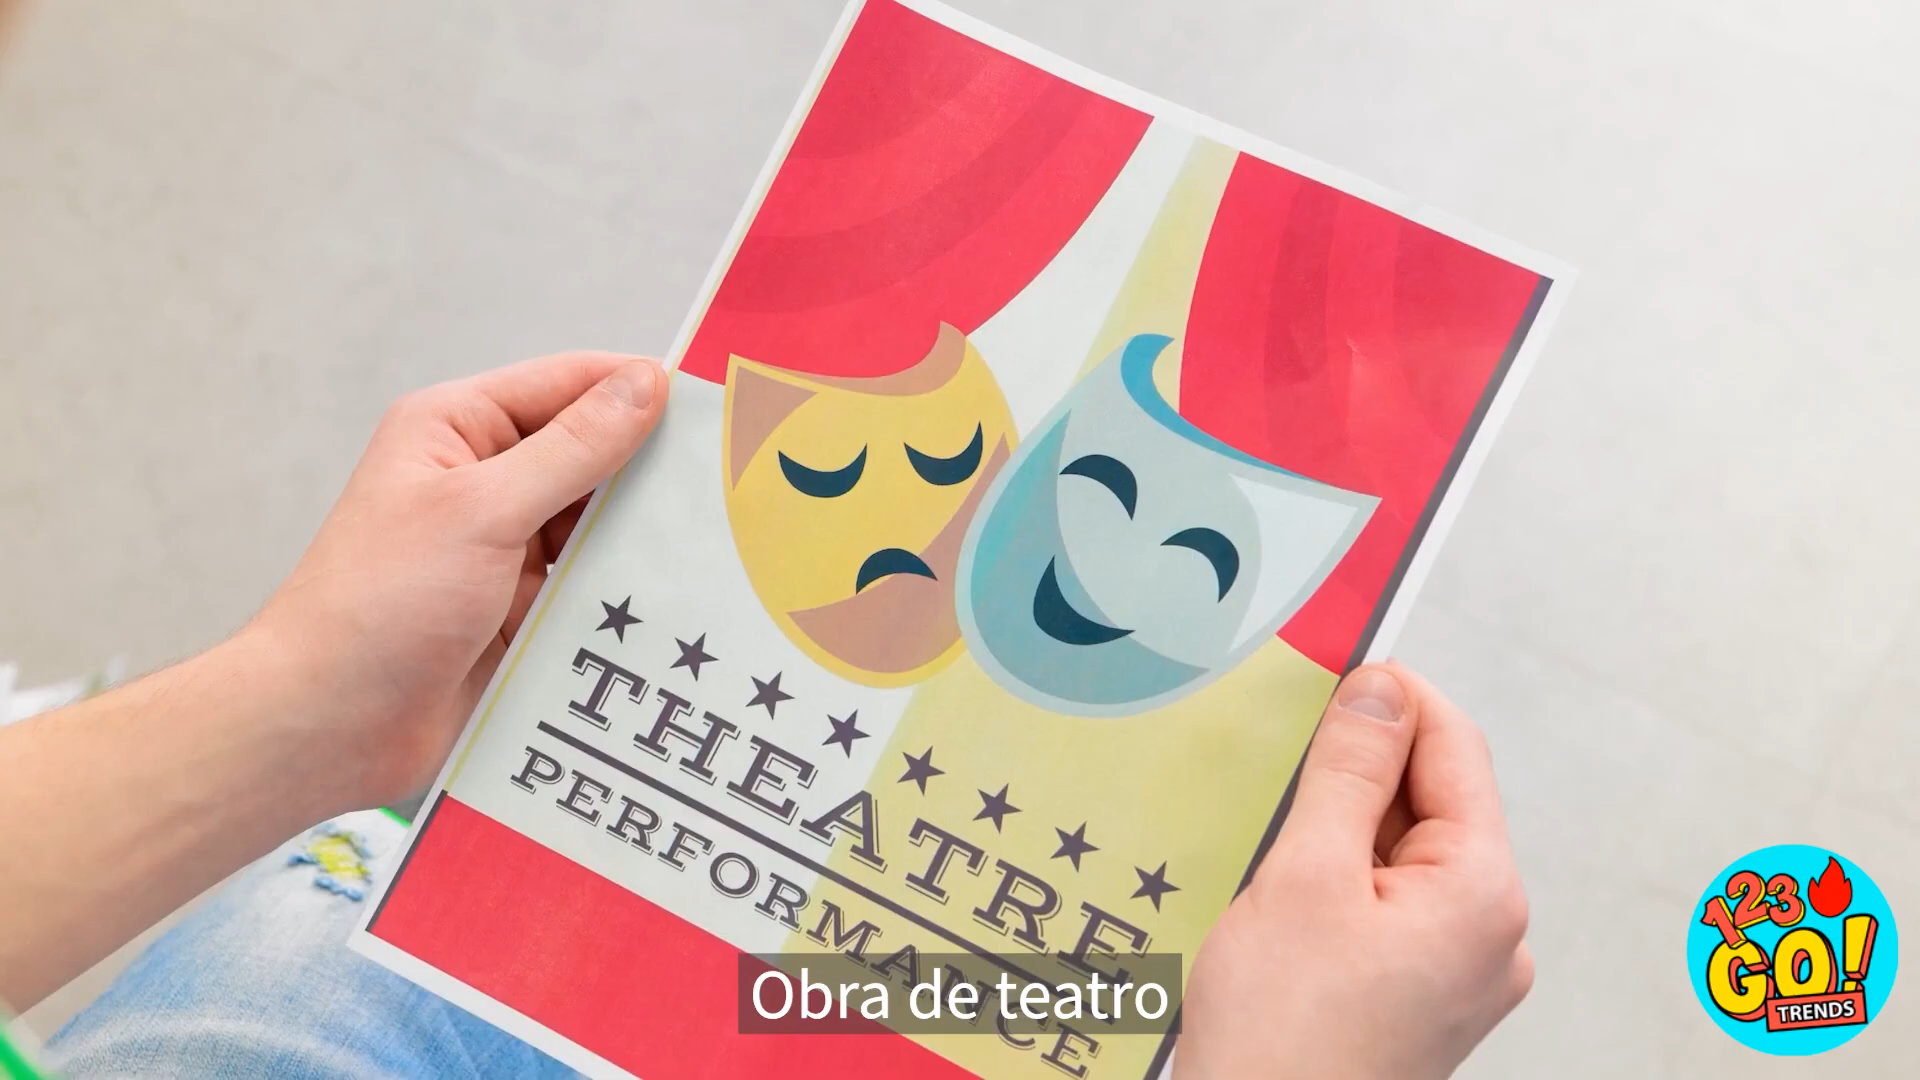 THEATRE
PERFORMANCE
Obra de teatro
123
GO!
TRENDS